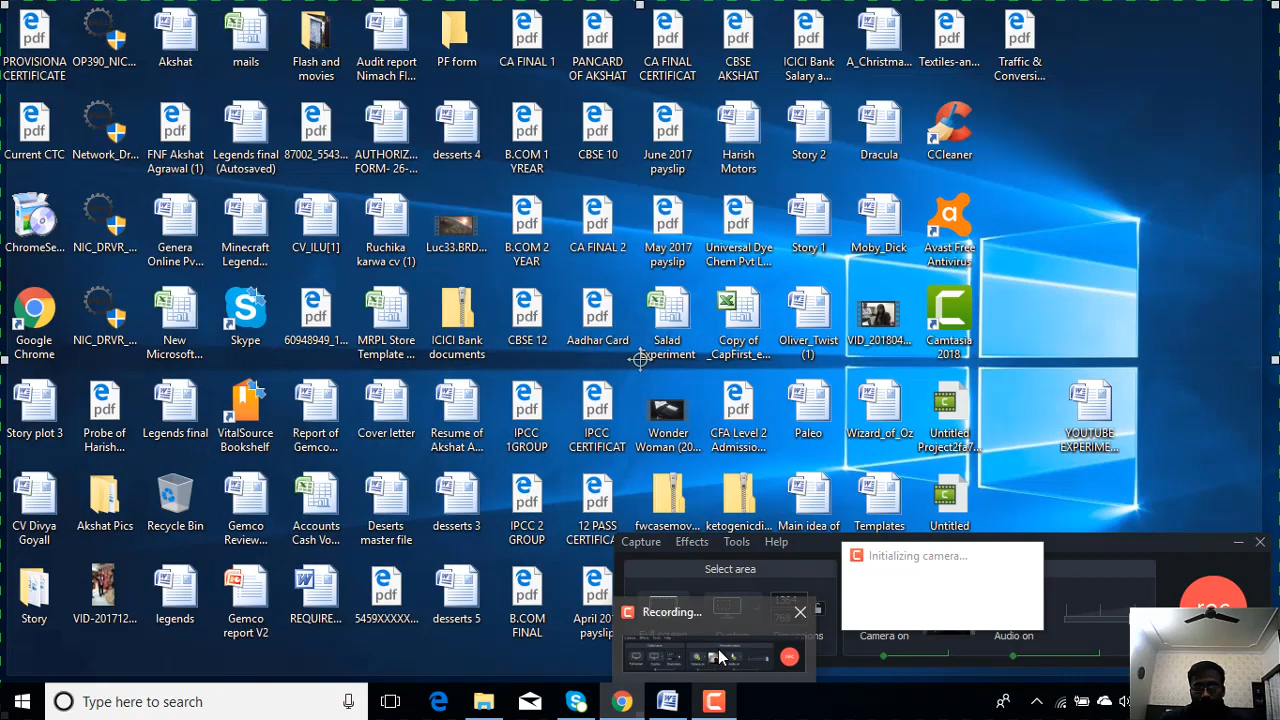 PROVISIONA CERTIFICATE
OP390_NIC...
Akshat
mails
Flash and movies
Audit report Nimach Fl...
PF form
CA FINAL 1
PANCARD OF AKSHAT
CA FINAL CERTIFICAT
CBSE AKSHAT
ICICI Bank Salary a...
A_Christma...
Textiles-an...
Traffic & Conversi...
Current CTC
Network_Dr...
FNF Akshat Agrawal (1)
Legends final (Autosaved)
87002_5543...
AUTHORIZ... FORM- 26-...
desserts 4
B.COM 1 YREAR
CBSE 10
June 2017 payslip
Harish Motors
Story 2
Dracula
CCleaner
ChromeSe...
NIC_DRVR_...
Genera Online Pv...
Minecraft Legend...
CV_ILU[1]
Ruchika karwa cv (1)
Luc33.BRD...
B.COM 2 YEAR
CA FINAL 2
May 2017 payslip
Universal Dye Chem Pvt L...
Story 1
Moby_Dick
Avast Free Antivirus
Google Chrome
NIC_DRVR_...
New Microsoft...
Skype
60948949_1...
MRPL Store Template ...
ICICI Bank documents
CBSE 12
Aadhar Card
Salad Experiment
Copy of _CapFirst_e...
Oliver_Twist (1)
VID_201804...
Camtasia 2018
Story plot 3
Probe of Harish...
Legends final
VitalSource Bookshelf
Report of Gemco...
Cover letter
Resume of Akshat A...
IPCC 1GROUP
IPCC CERTIFICAT
Wonder Woman (20...
CFA Level 2 Admissio...
Paleo
Wizard_of_Oz
Untitled Project2fa7...
YOUTUBE EXPERIME...
CV Divya Goyall
Akshat Pics
Recycle Bin
Gemco Review...
Accounts Cash Vo...
Deserts master file
desserts 3
IPCC 2 GROUP
12 PASS CERTIFICA
fwcasemov...
ketogenicdi...
Main idea of
Templates
Untitled
Story
VID-201712...
legends
Gemco report V2
REQUIRE...
5459XXXXX...
desserts 5
B.COM FINAL
April payslip
Capture Effects Tools Help
Select area
Initializing camera...
Recording...
rec
Camera on
Audio on
Type here to search